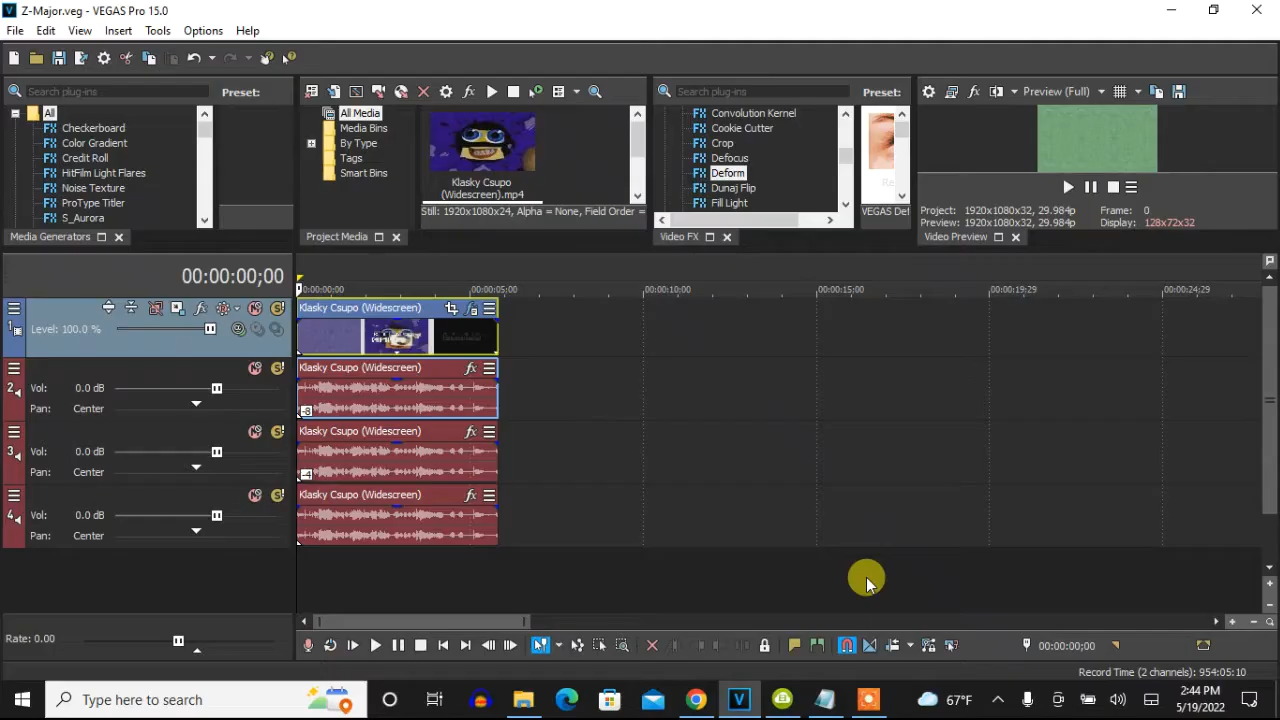 Z-Major.veg - VEGAS Pro 15.0
File Edit View Insert Tools Options Help
Search plug-ins
Preset:
All
Checkerboard
Color Gradient
Credit Roll
HitFilm Light Flares
Noise Texture
ProType Titler
S_Aurora
Media Generators
All Media
Media Bins
By Type
Tags
Smart Bins
Klasky Csupo
(Widescreen).mp4
Still: 1920x1080x24, Alpha = None, Field Order =
Project Media
Search plug-ins
Preset:
Convolution Kernel
Cookie Cutter
Crop
Defocus
Deform
Dunaj Flip
Fill Light
VEGAS Def
Video FX
Preview (Full)
Project: 1920x1080x32, 29.984p
Frame: 0
Preview: 1920x1080x32, 29.984p
Display: 128x72x32
Video Preview
00:00:00;00
00:00:00;00 00:00:05;00 00:00:10;00 00:00:15;00 00:00:19;29 00:00:24;29
1
Level: 100.0 %
Klasky Csupo (Widescreen)
2
Vol: 0.0 dB
Pan: Center
Klasky Csupo (Widescreen)
-8
3
Vol: 0.0 dB
Pan: Center
Klasky Csupo (Widescreen)
-4
4
Vol: 0.0 dB
Pan: Center
Klasky Csupo (Widescreen)
Rate: 0.00
00:00:00;00
Record Time (2 channels): 954:05:10
Type here to search
67°F
2:44 PM
5/19/2022